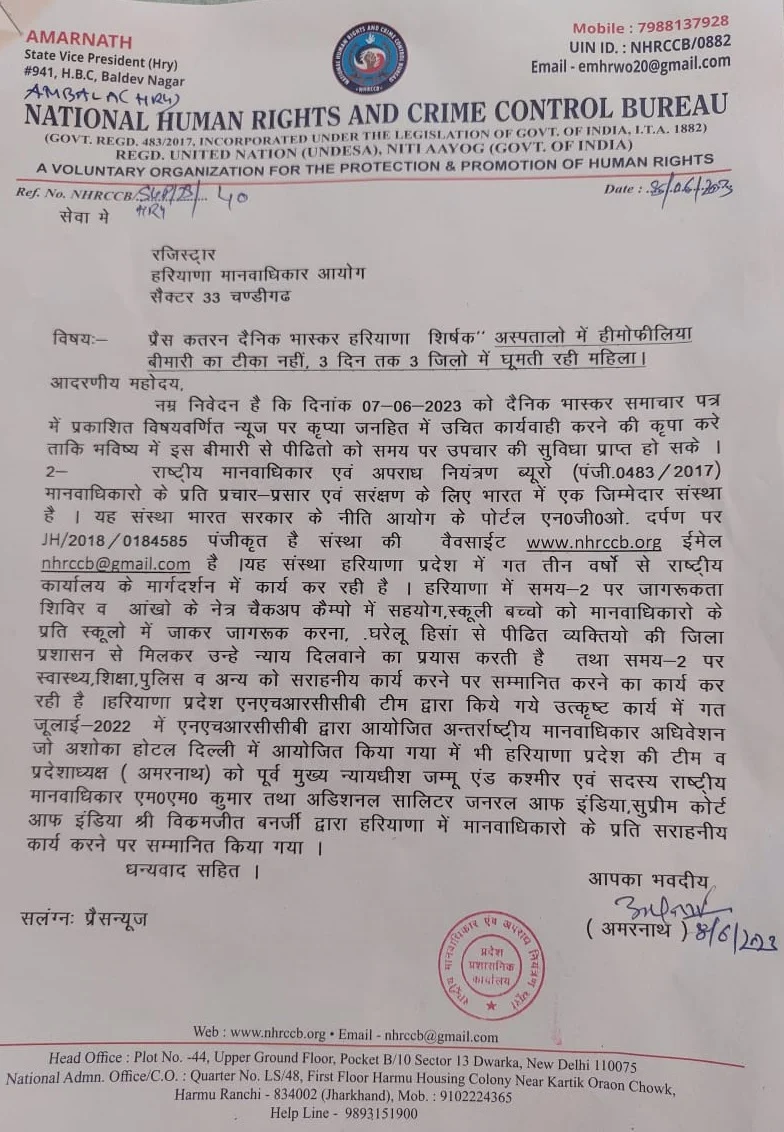 AMARNATH
State Vice President (Hry)
#941, H.B.C, Baldev Nagar
AMBALA (HRY)
Mobile : 7988137928
UIN ID. : NHRCCB/0882
Email - emhrwo20@gmail.com
NATIONAL HUMAN RIGHTS AND CRIME CONTROL BUREAU
NHRCCB
NATIONAL HUMAN RIGHTS AND CRIME CONTROL BUREAU
(GOVT. REGD. 483/2017, INCORPORATED UNDER THE LEGISLATION OF GOVT. OF INDIA, I.T.A. 1882)
REGD. UNITED NATION (UNDESA), NITI AAYOG (GOVT. OF INDIA)
A VOLUNTARY ORGANIZATION FOR THE PROTECTION & PROMOTION OF HUMAN RIGHTS
Ref. No. NHRCCB/ HRY 40
Date : /06/2023
सेवा मे
रजिस्ट्रार
हरियाणा मानवाधिकार आयोग
सैक्टर 33 चण्डीगढ
विषयः– प्रैस कतरन दैनिक भास्कर हरियाणा शिर्षक" अस्पतालो में हीमोफीलिया
बीमारी का टीका नहीं, 3 दिन तक 3 जिलो में घूमती रही महिला।
आदरणीय महोदय,
नम्र निवेदन है कि दिनांक 07–06–2023 को दैनिक भास्कर समाचार पत्र
में प्रकाशित विषयवर्णित न्यूज पर कृप्या जनहित में उचित कार्यवाही करने की कृपा करे
ताकि भविष्य में इस बीमारी से पीढितो को समय पर उपचार की सुविधा प्राप्त हो सके ।
2– राष्ट्रीय मानवाधिकार एवं अपराध नियंत्रण ब्यूरो (पंजी.0483/2017)
मानवाधिकारो के प्रति प्रचार–प्रसार एवं सरंक्षण के लिए भारत में एक जिम्मेदार संस्था
है । यह संस्था भारत सरकार के नीति आयोग के पोर्टल एन0जी0ओ. दर्पण पर
JH/2018/0184585 पंजीकृत है संस्था की वैवसाईट www.nhrccb.org ईमेल
nhrccb@gmail.com है ।यह संस्था हरियाणा प्रदेश में गत तीन वर्षो से राष्ट्रीय
कार्यालय के मार्गदर्शन में कार्य कर रही है । हरियाणा में समय–2 पर जागरूकता
शिविर व आंखो के नेत्र चैकअप कैम्पो में सहयोग,स्कूली बच्चो को मानवाधिकारो के
प्रति स्कूलो में जाकर जागरूक करना, .घरेलू हिसां से पीढित व्यक्तियो की जिला
प्रशासन से मिलकर उन्हे न्याय दिलवाने का प्रयास करती है तथा समय–2 पर
स्वास्थ्य,शिक्षा,पुलिस व अन्य को सराहनीय कार्य करने पर सम्मानित करने का कार्य कर
रही है ।हरियाणा प्रदेश एनएचआरसीसीबी टीम द्वारा किये गये उत्कृष्ट कार्य में गत
जूलाई–2022 में एनएचआरसीसीबी द्वारा आयोजित अन्तर्राष्ट्रीय मानवाधिकार अधिवेशन
जो अशोका होटल दिल्ली में आयोजित किया गया में भी हरियाणा प्रदेश की टीम व
प्रदेशाध्यक्ष ( अमरनाथ) को पूर्व मुख्य न्यायधीश जम्मू एंड कश्मीर एवं सदस्य राष्ट्रीय
मानवाधिकार एम0एम0 कुमार तथा अडिशनल सालिटर जनरल आफ इंडिया,सुप्रीम कोर्ट
आफ इंडिया श्री विकमजीत बनर्जी द्वारा हरियाणा में मानवाधिकारो के प्रति सराहनीय
कार्य करने पर सम्मानित किया गया ।
धन्यवाद सहित ।
आपका भवदीय
( अमरनाथ ) 8/6/2023
सलंग्नः प्रैसन्यूज
राष्ट्रीय मानवाधिकार एवं अपराध नियंत्रण ब्यूरो
प्रदेश
प्रशासनिक
कार्यालय
Web : www.nhrccb.org • Email - nhrccb@gmail.com
Head Office : Plot No. -44, Upper Ground Floor, Pocket B/10 Sector 13 Dwarka, New Delhi 110075
National Admn. Office/C.O. : Quarter No. LS/48, First Floor Harmu Housing Colony Near Kartik Oraon Chowk,
Harmu Ranchi - 834002 (Jharkhand), Mob. : 9102224365
Help Line - 9893151900